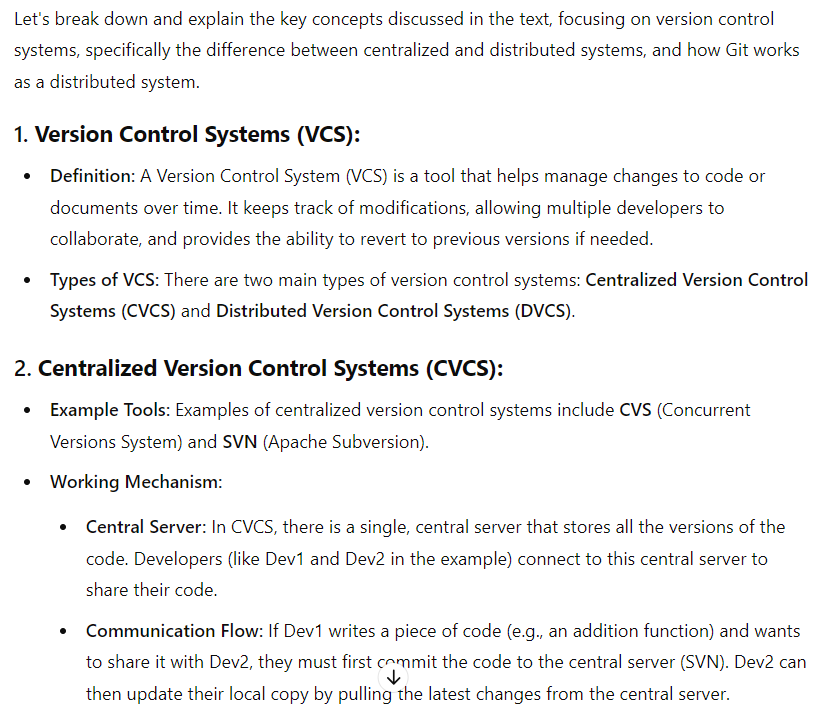 Let's break down and explain the key concepts discussed in the text, focusing on version control
systems, specifically the difference between centralized and distributed systems, and how Git works
as a distributed system.
1. Version Control Systems (VCS):
• Definition: A Version Control System (VCS) is a tool that helps manage changes to code or
documents over time. It keeps track of modifications, allowing multiple developers to
collaborate, and provides the ability to revert to previous versions if needed.
• Types of VCS: There are two main types of version control systems: Centralized Version Control
Systems (CVCS) and Distributed Version Control Systems (DVCS).
2. Centralized Version Control Systems (CVCS):
• Example Tools: Examples of centralized version control systems include CVS (Concurrent
Versions System) and SVN (Apache Subversion).
• Working Mechanism:
• Central Server: In CVCS, there is a single, central server that stores all the versions of the
code. Developers (like Dev1 and Dev2 in the example) connect to this central server to
share their code.
• Communication Flow: If Dev1 writes a piece of code (e.g., an addition function) and wants
to share it with Dev2, they must first commit the code to the central server (SVN). Dev2 can
then update their local copy by pulling the latest changes from the central server.